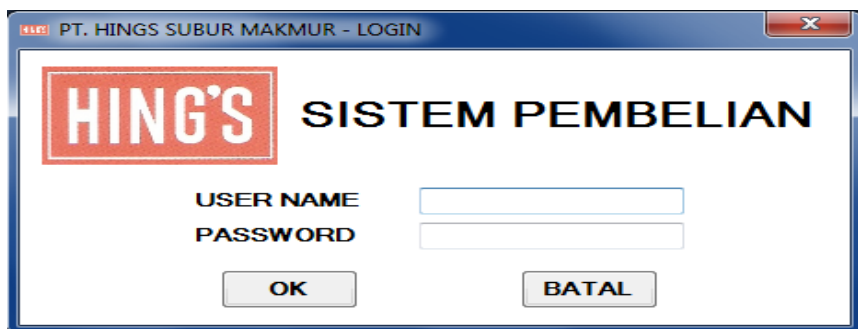 PT. HINGS SUBUR MAKMUR - LOGIN
HING'S SISTEM PEMBELIAN
USER NAME
PASSWORD
OK BATAL